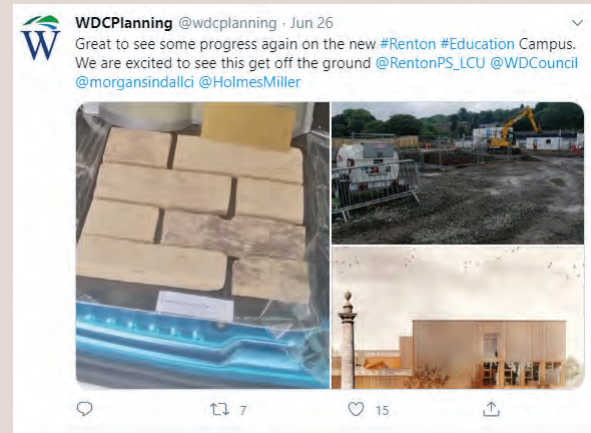 WDCPlanning @wdcplanning · Jun 26
Great to see some progress again on the new #Renton #Education Campus.
We are excited to see this get off the ground @RentonPS_LCU @WDCouncil
@morgansindallci @HolmesMiller
7
15